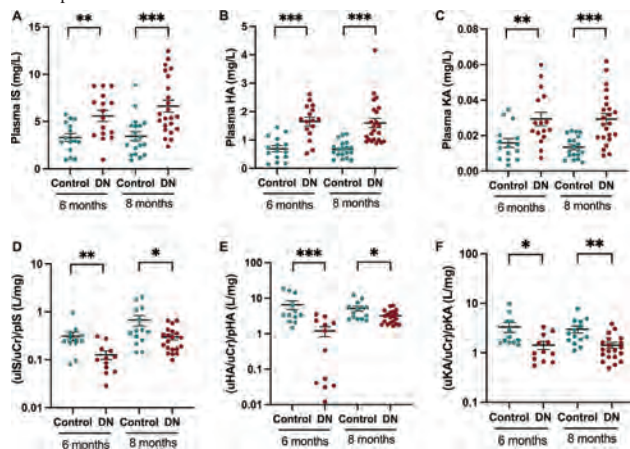 A
**
***
Plasma IS (mg/L)
15
10
5
0
Control DN Control DN
6 months 8 months
B
***
***
Plasma HA (mg/L)
5
4
3
2
1
0
Control DN Control DN
6 months 8 months
C
**
***
Plasma KA (mg/L)
0.08
0.06
0.04
0.02
0.00
Control DN Control DN
6 months 8 months
D
**
*
(uIS/uCr)/pIS (L/mg)
10
1
0.1
0.01
Control DN Control DN
6 months 8 months
E
***
*
(uHA/uCr)/pHA (L/mg)
100
10
1
0.1
0.01
Control DN Control DN
6 months 8 months
F
*
**
(uKA/uCr)/pKA (L/mg)
100
10
1
0.1
Control DN Control DN
6 months 8 months